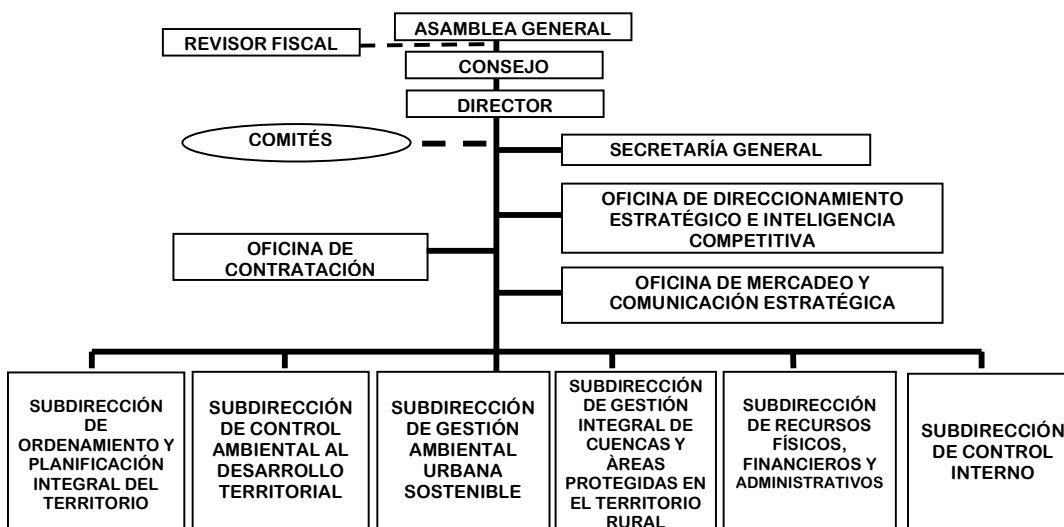 ASAMBLEA GENERAL
REVISOR FISCAL
CONSEJO
DIRECTOR
COMITÉS
SECRETARÍA GENERAL
OFICINA DE DIRECCIONAMIENTO
ESTRATÉGICO E INTELIGENCIA
COMPETITIVA
OFICINA DE
CONTRATACIÓN
OFICINA DE MERCADEO Y
COMUNICACIÓN ESTRATÉGICA
SUBDIRECCIÓN
DE
ORDENAMIENTO Y
PLANIFICACIÓN
INTEGRAL DEL
TERRITORIO
SUBDIRECCIÓN
DE CONTROL
AMBIENTAL AL
DESARROLLO
TERRITORIAL
SUBDIRECCIÓN
DE GESTIÓN
AMBIENTAL
URBANA
SOSTENIBLE
SUBDIRECCIÓN
DE GESTIÓN
INTEGRAL DE
CUENCAS Y
ÀREAS
PROTEGIDAS EN
EL TERRITORIO
RURAL
SUBDIRECCIÓN
DE RECURSOS
FÍSICOS,
FINANCIEROS Y
ADMINISTRATIVOS
SUBDIRECCIÓN
DE CONTROL
INTERNO